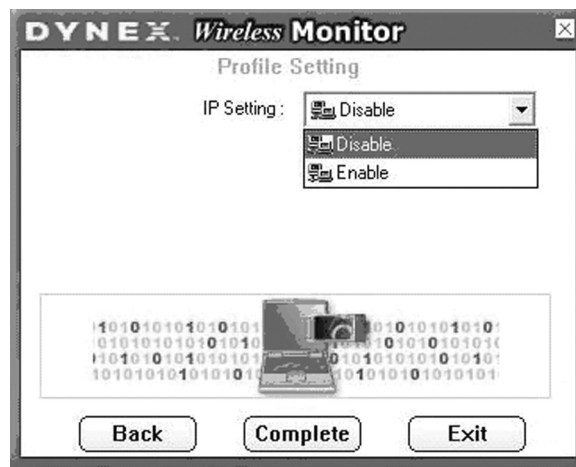 DYNEX Wireless Monitor
Profile Setting
IP Setting : Disable
Disable
Enable
Back Complete Exit